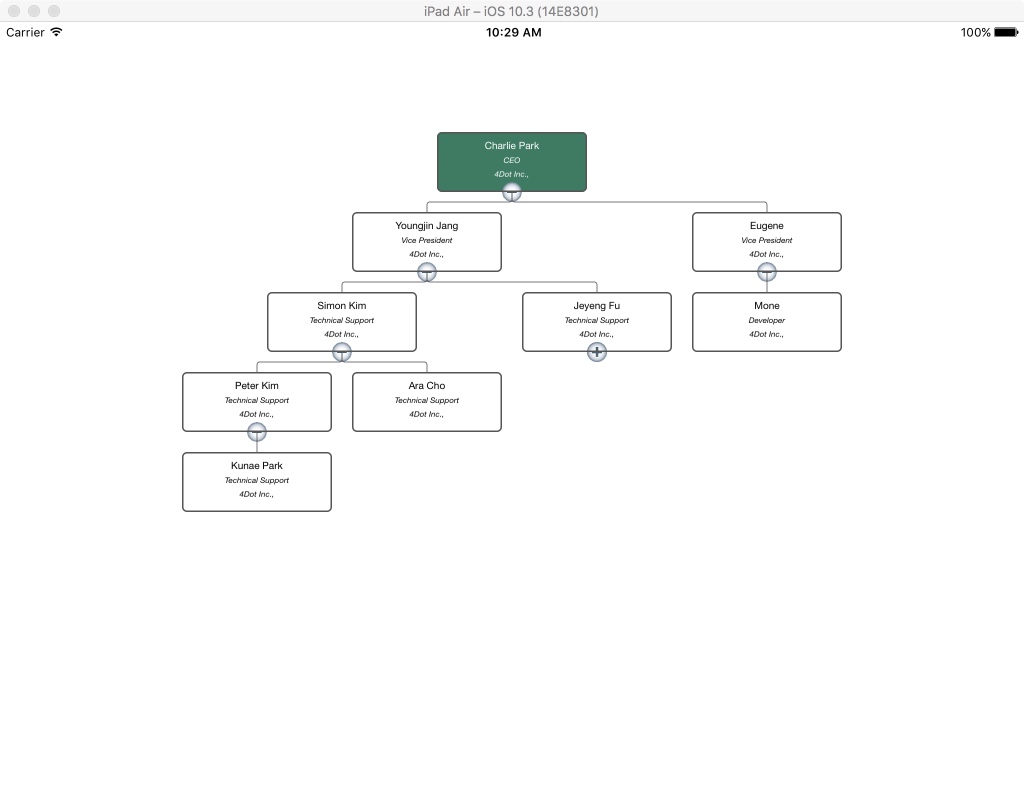 iPad Air – iOS 10.3 (14E8301)
Carrier 10:29 AM 100%
Charlie Park
CEO
4Dot Inc.,
Youngjin Jang
Vice President
4Dot Inc.,
Eugene
Vice President
4Dot Inc.,
Simon Kim
Technical Support
4Dot Inc.,
Jeyeng Fu
Technical Support
4Dot Inc.,
Mone
Developer
4Dot Inc.,
Peter Kim
Technical Support
4Dot Inc.,
Ara Cho
Technical Support
4Dot Inc.,
Kunae Park
Technical Support
4Dot Inc.,